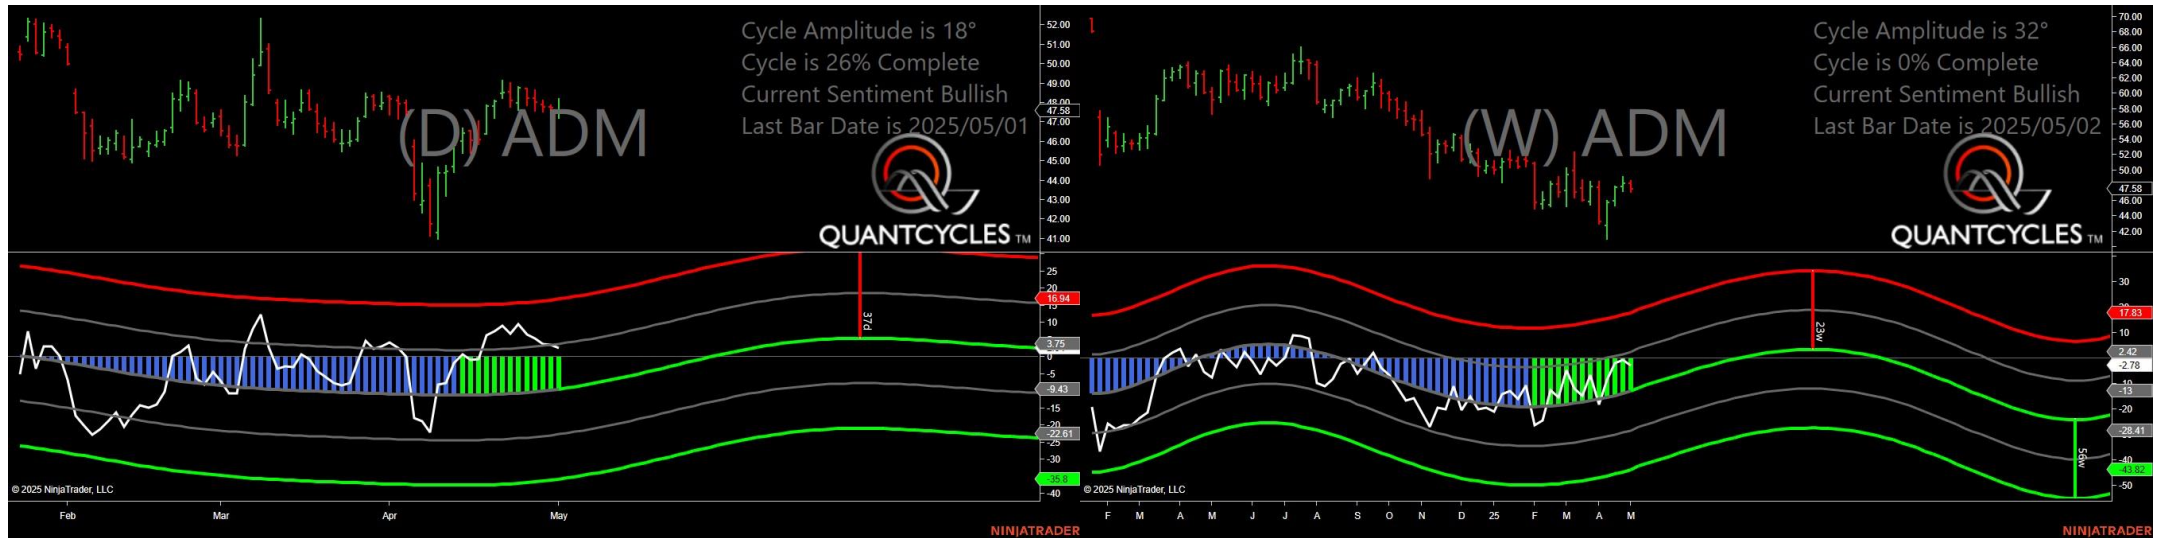 Cycle Amplitude is 18°
Cycle is 26% Complete
Current Sentiment Bullish
Last Bar Date is 2025/05/01
(D) ADM
QUANTCYCLES TM
52.00
51.00
50.00
49.00
48.00
47.58
47.00
46.00
45.00
44.00
43.00
42.00
41.00
25
20
16.94
10
3.75
0
-5
-9.43
-15
-20
-22.61
-25
-30
-35.8
-40
37d
© 2025 NinjaTrader, LLC
Feb
Mar
Apr
May
NINJATRADER
Cycle Amplitude is 32°
Cycle is 0% Complete
Current Sentiment Bullish
Last Bar Date is 2025/05/02
(W) ADM
QUANTCYCLES TM
70.00
68.00
66.00
64.00
62.00
60.00
58.00
56.00
54.00
52.00
50.00
47.58
46.00
44.00
42.00
30
20
17.83
10
2.42
-2.78
-10
-13
-20
-28.41
-40
-43.82
-50
23w
56w
© 2025 NinjaTrader, LLC
F
M
A
M
J
J
A
S
O
N
D
25
F
M
A
M
NINJATRADER